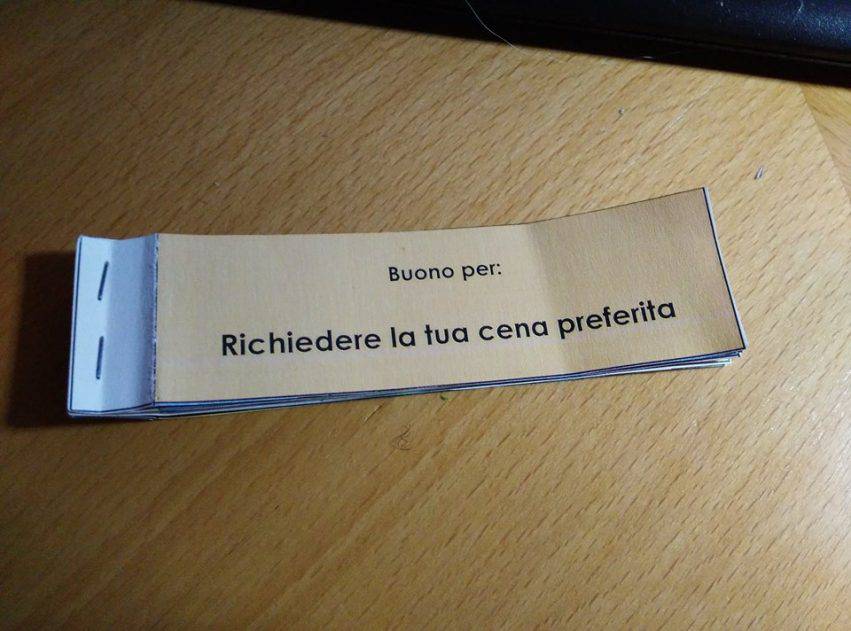 Buono per:
Richiedere la tua cena preferita